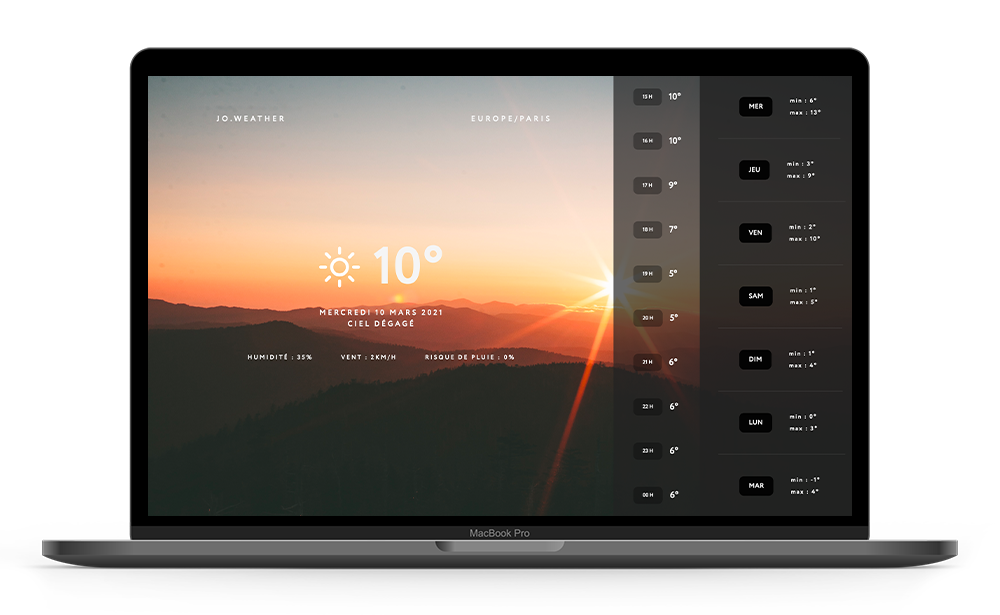 JO.WEATHER
EUROPE/PARIS
10°
MERCREDI 10 MARS 2021
CIEL DÉGAGÉ
HUMIDITÉ : 35%
VENT : 2KM/H
RISQUE DE PLUIE : 0%
15 H 10°
16 H 10°
17 H 9°
18 H 7°
19 H 5°
20 H 5°
21 H 6°
22 H 6°
23 H 6°
00 H 6°
MER
min : 6°
max : 13°
JEU
min : 3°
max : 9°
VEN
min : 2°
max : 10°
SAM
min : 1°
max : 5°
DIM
min : 1°
max : 4°
LUN
min : 0°
max : 3°
MAR
min : -1°
max : 4°
MacBook Pro